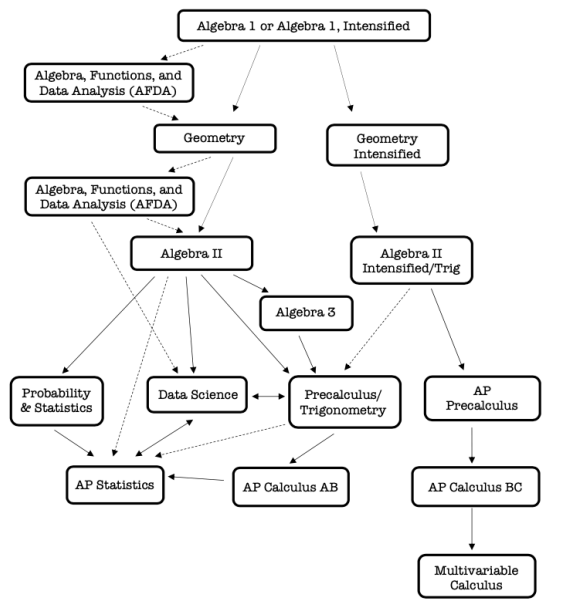 Algebra 1 or Algebra 1, Intensified
Algebra, Functions, and
Data Analysis (AFDA)
Geometry
Geometry
Intensified
Algebra, Functions, and
Data Analysis (AFDA)
Algebra II
Algebra II
Intensified/Trig
Algebra 3
Probability
& Statistics
Data Science
Precalculus/
Trigonometry
AP
Precalculus
AP Statistics
AP Calculus AB
AP Calculus BC
Multivariable
Calculus